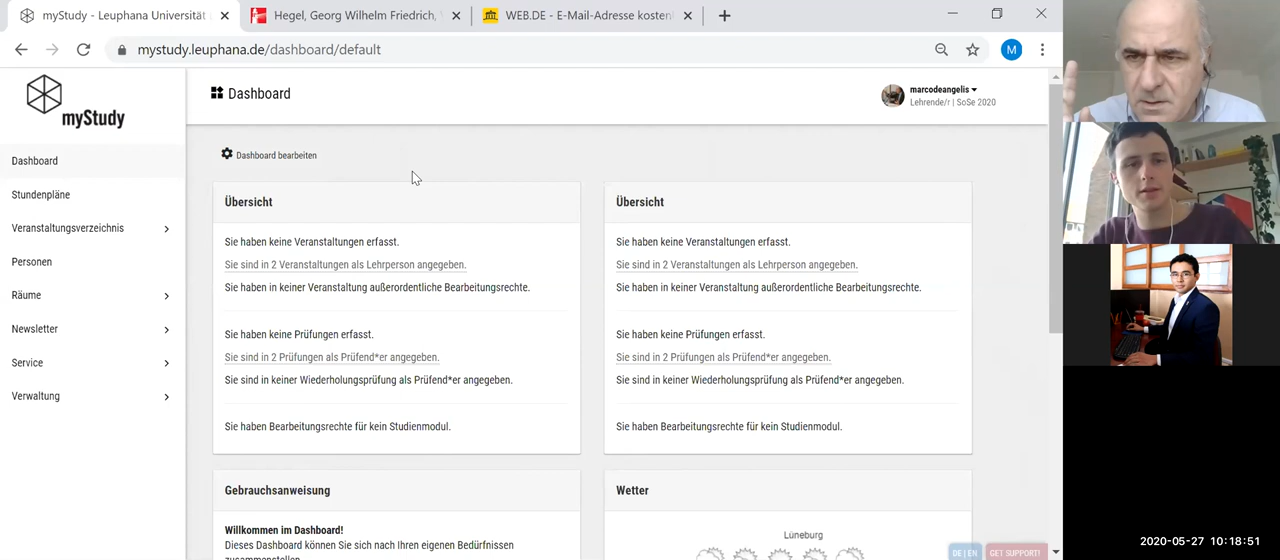 myStudy - Leuphana Universität
Hegel, Georg Wilhelm Friedrich,
WEB.DE - E-Mail-Adresse kosten
mystudy.leuphana.de/dashboard/default
M
myStudy
Dashboard
marcodeangelis
Lehrende/r | SoSe 2020
Dashboard
Stundenpläne
Veranstaltungsverzeichnis
Personen
Räume
Newsletter
Service
Verwaltung
Dashboard bearbeiten
Übersicht
Sie haben keine Veranstaltungen erfasst.
Sie sind in 2 Veranstaltungen als Lehrperson angegeben.
Sie haben in keiner Veranstaltung außerordentliche Bearbeitungsrechte.
Sie haben keine Prüfungen erfasst.
Sie sind in 2 Prüfungen als Prüfend*er angegeben.
Sie sind in keiner Wiederholungsprüfung als Prüfend*er angegeben.
Sie haben Bearbeitungsrechte für kein Studienmodul.
Übersicht
Sie haben keine Veranstaltungen erfasst.
Sie sind in 2 Veranstaltungen als Lehrperson angegeben.
Sie haben in keiner Veranstaltung außerordentliche Bearbeitungsrechte.
Sie haben keine Prüfungen erfasst.
Sie sind in 2 Prüfungen als Prüfend*er angegeben.
Sie sind in keiner Wiederholungsprüfung als Prüfend*er angegeben.
Sie haben Bearbeitungsrechte für kein Studienmodul.
Gebrauchsanweisung
Willkommen im Dashboard!
Dieses Dashboard können Sie sich nach Ihren eigenen Bedürfnissen
zusammenstellen
Wetter
Lüneburg
DE | EN
GET SUPPORT!
2020-05-27 10:18:51